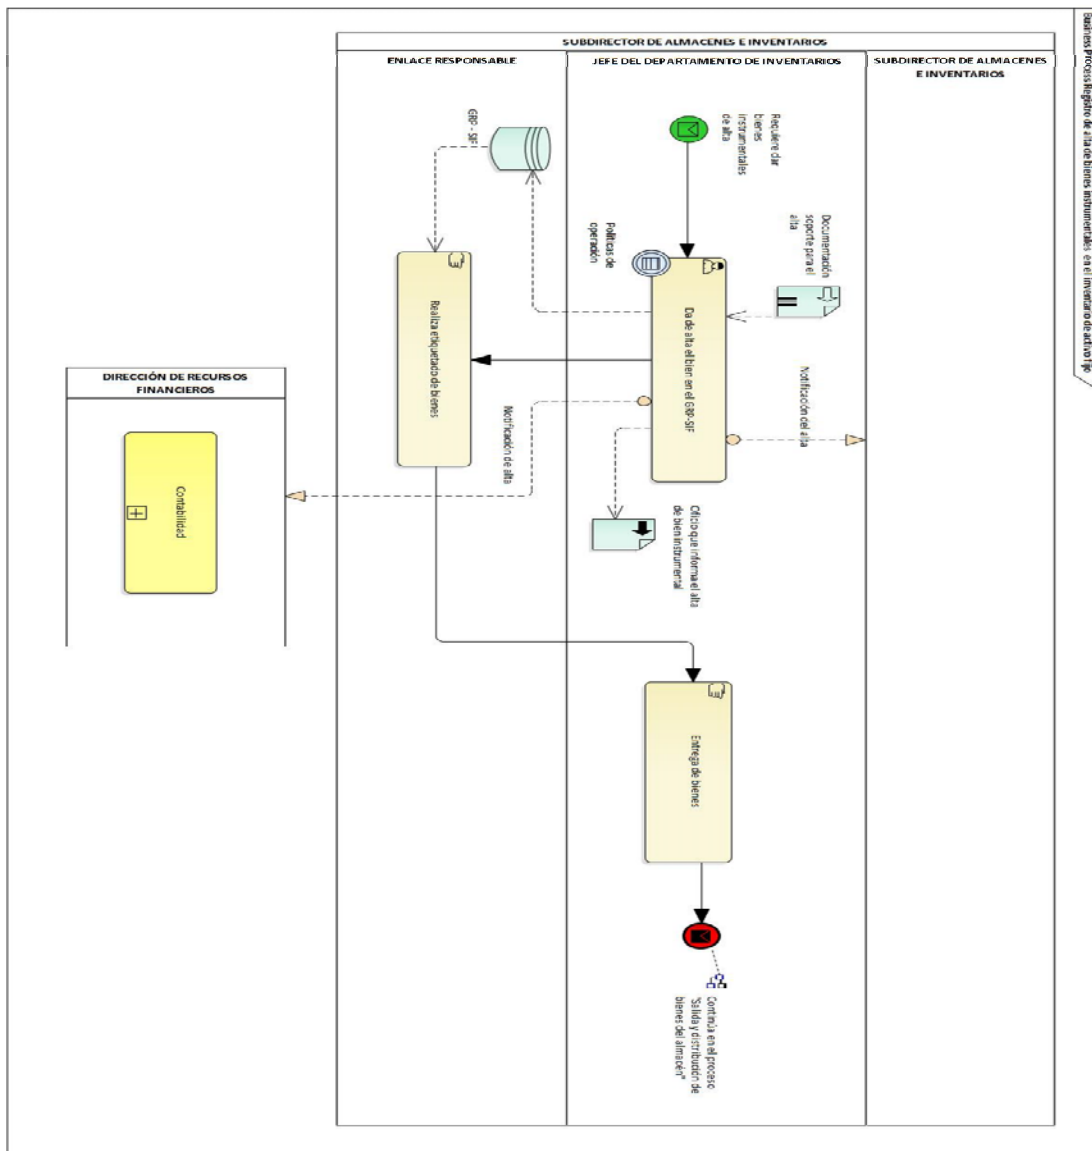 Business Process Registro de alta de bienes instrumentales en el inventario de activo fijo
SUBDIRECTOR DE ALMACENES E INVENTARIOS
ENLACE RESPONSABLE
JEFE DEL DEPARTAMENTO DE INVENTARIOS
SUBDIRECTOR DE ALMACENES
E INVENTARIOS
Requiere dar
bienes
instrumentales
de alta
GRP - SIF
Documentación
soporte para el
alta
Políticas de
operación
Da de alta el bien en el GRP-SIF
Realiza etiquetado de bienes
Notificación del alta
Notificación de alta
Oficio que informa el alta
de bien instrumental
DIRECCIÓN DE RECURSOS
FINANCIEROS
Contabilidad
Entrega de bienes
Continúa en el proceso
"Salida y distribución de
bienes del almacén"